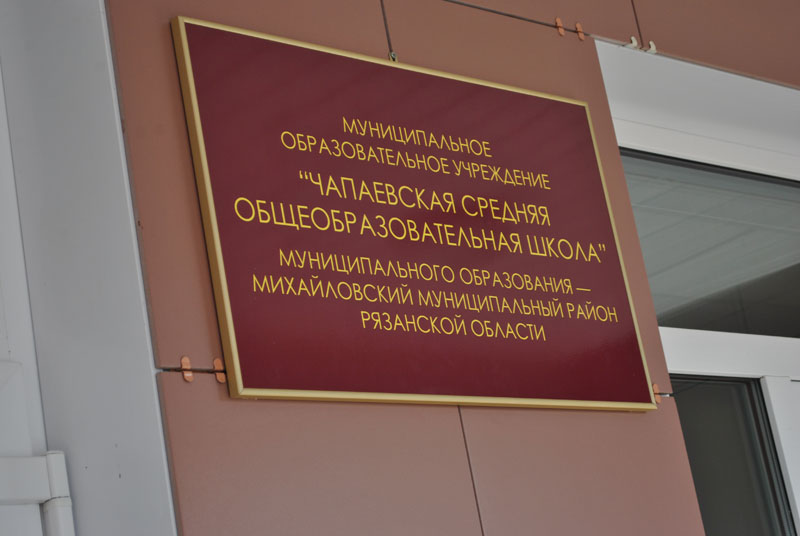 МУНИЦИПАЛЬНОЕ
ОБРАЗОВАТЕЛЬНОЕ УЧРЕЖДЕНИЕ
“ЧАПАЕВСКАЯ СРЕДНЯЯ
ОБЩЕОБРАЗОВАТЕЛЬНАЯ ШКОЛА”
МУНИЦИПАЛЬНОГО ОБРАЗОВАНИЯ —
МИХАЙЛОВСКИЙ МУНИЦИПАЛЬНЫЙ РАЙОН
РЯЗАНСКОЙ ОБЛАСТИ